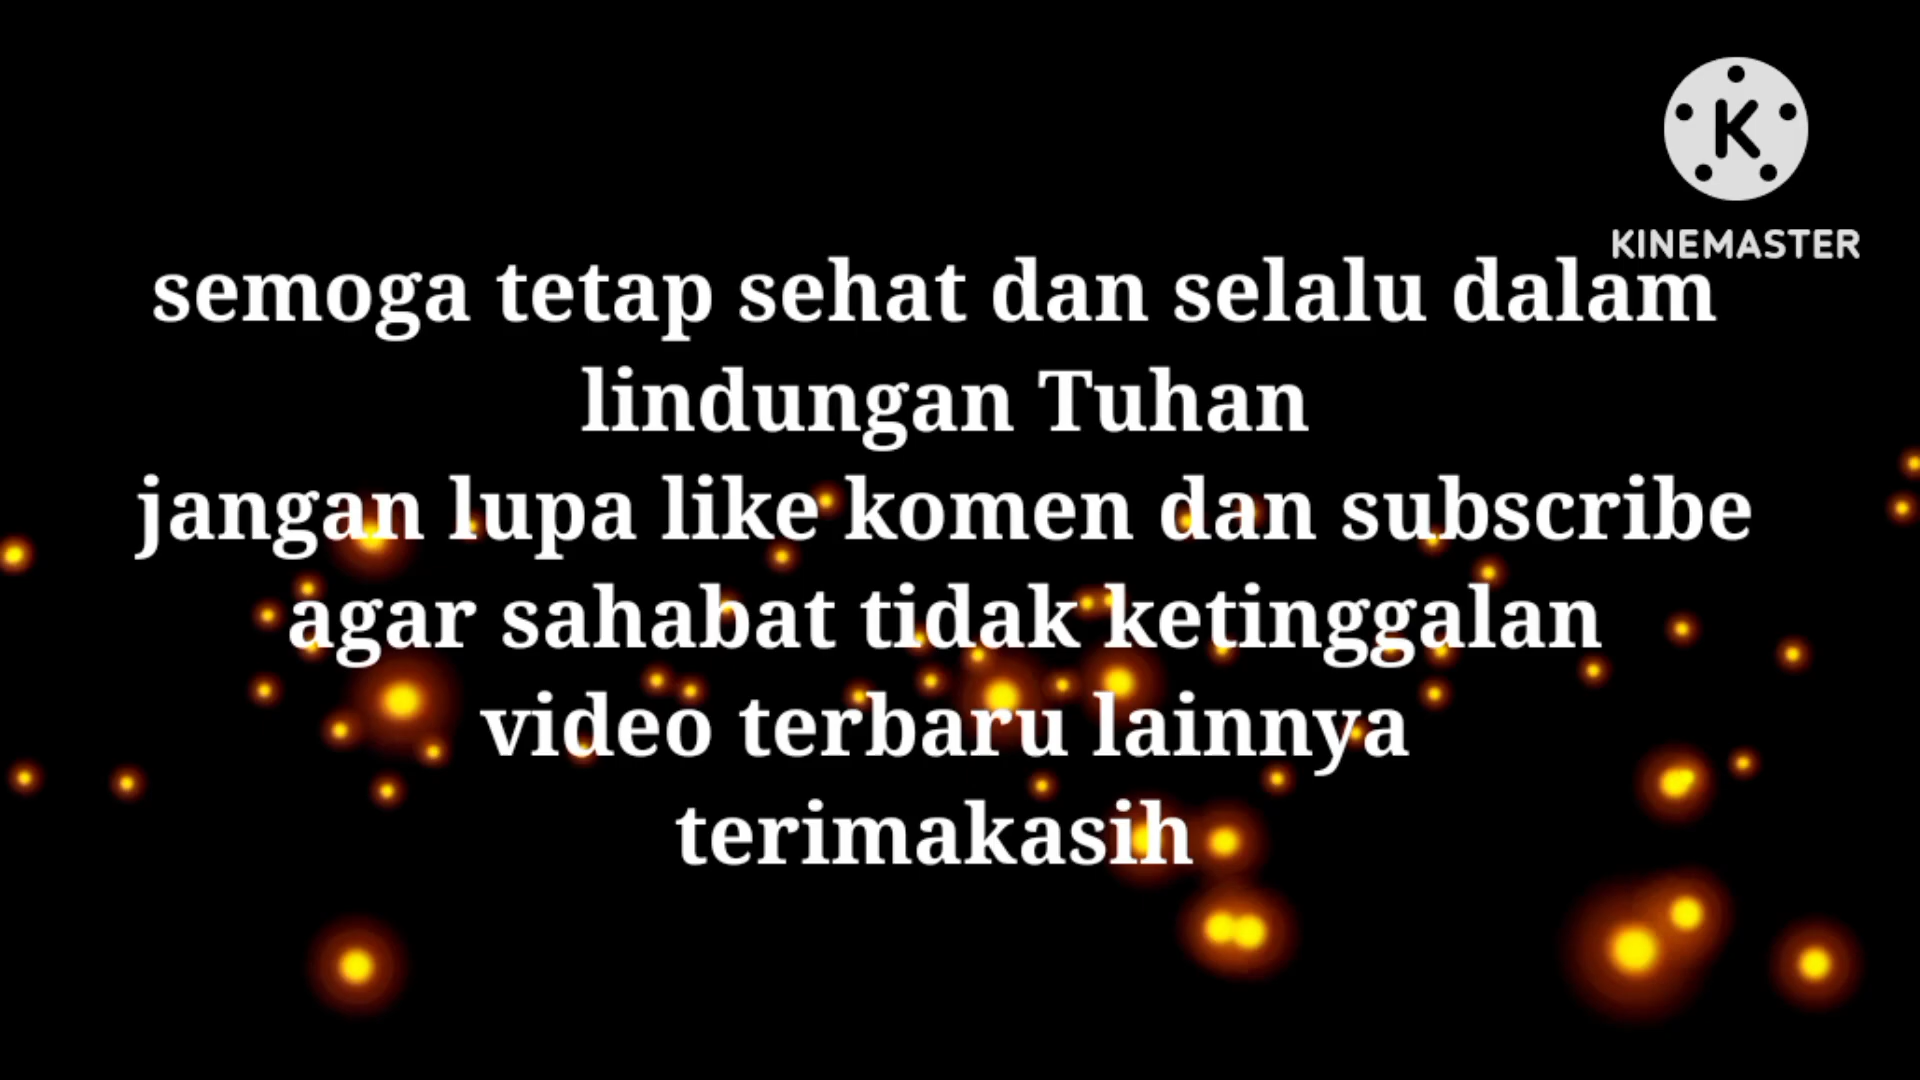 KINEMASTER
semoga tetap sehat dan selalu dalam
lindungan Tuhan
jangan lupa like komen dan subscribe
agar sahabat tidak ketinggalan
video terbaru lainnya
terimakasih